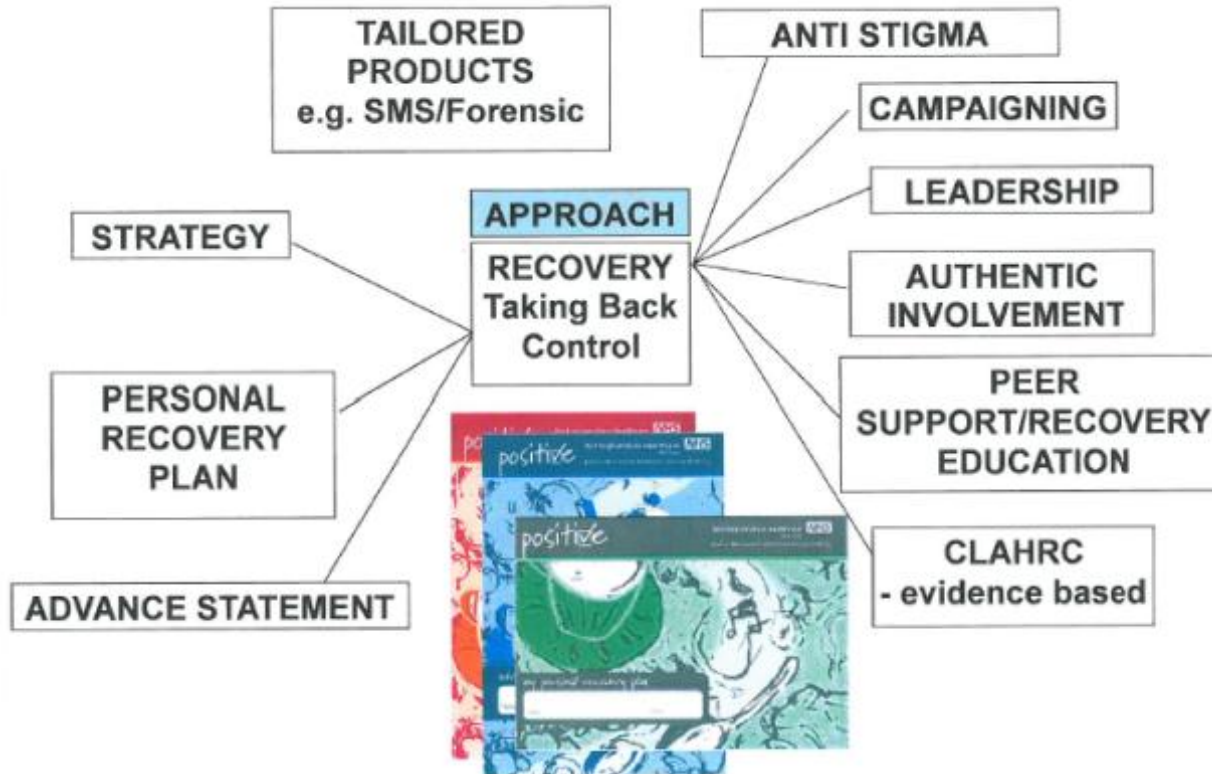 TAILORED
PRODUCTS
e.g. SMS/Forensic
ANTI STIGMA
CAMPAIGNING
LEADERSHIP
AUTHENTIC
INVOLVEMENT
PEER
SUPPORT/RECOVERY
EDUCATION
CLAHRC
- evidence based
APPROACH
RECOVERY
Taking Back
Control
STRATEGY
PERSONAL
RECOVERY
PLAN
ADVANCE STATEMENT
positive
NHS
positive
NHS
positive
NHS
my personal recovery plan